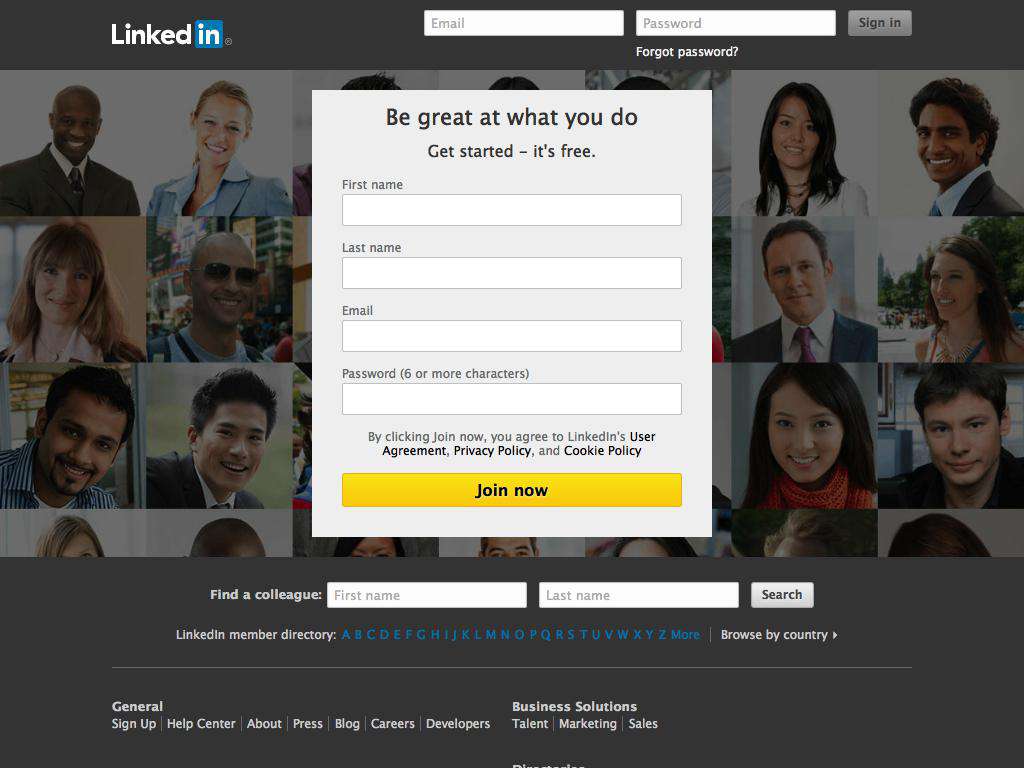 Linked in ®
Email Password Sign in
Forgot password?
Be great at what you do
Get started – it's free.
First name
Last name
Email
Password (6 or more characters)
By clicking Join now, you agree to LinkedIn's User
Agreement, Privacy Policy, and Cookie Policy
Join now
Find a colleague: First name Last name Search
LinkedIn member directory: A B C D E F G H I J K L M N O P Q R S T U V W X Y Z More Browse by country
General
Sign Up Help Center About Press Blog Careers Developers
Business Solutions
Talent Marketing Sales